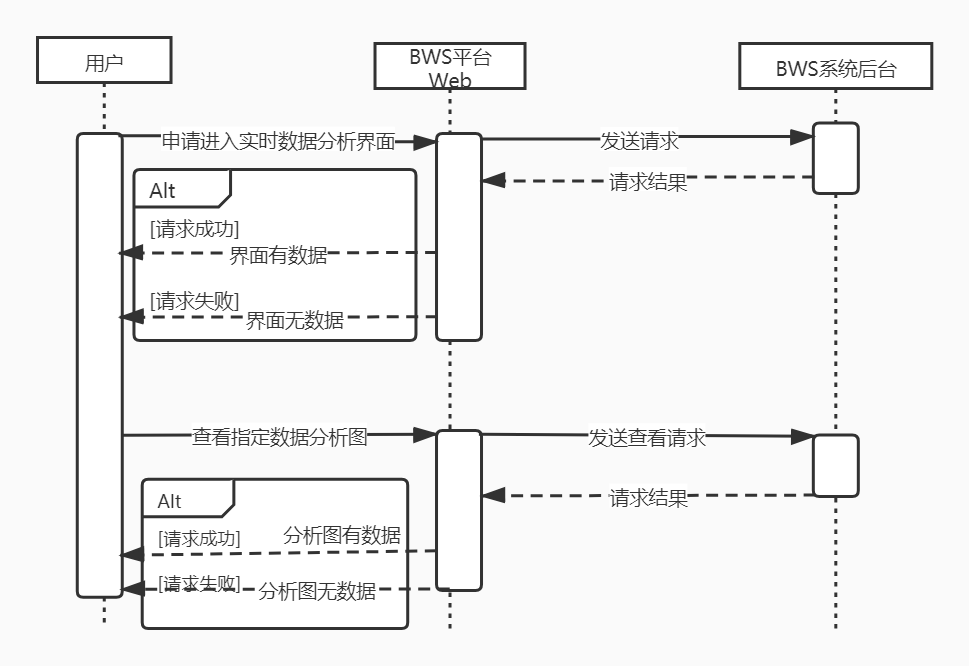 用户
BWS平台
Web
BWS系统后台
申请进入实时数据分析界面
发送请求
请求结果
Alt
[请求成功]
界面有数据
[请求失败]
界面无数据
查看指定数据分析图
发送查看请求
请求结果
Alt
[请求成功]
分析图有数据
[请求失败]
分析图无数据